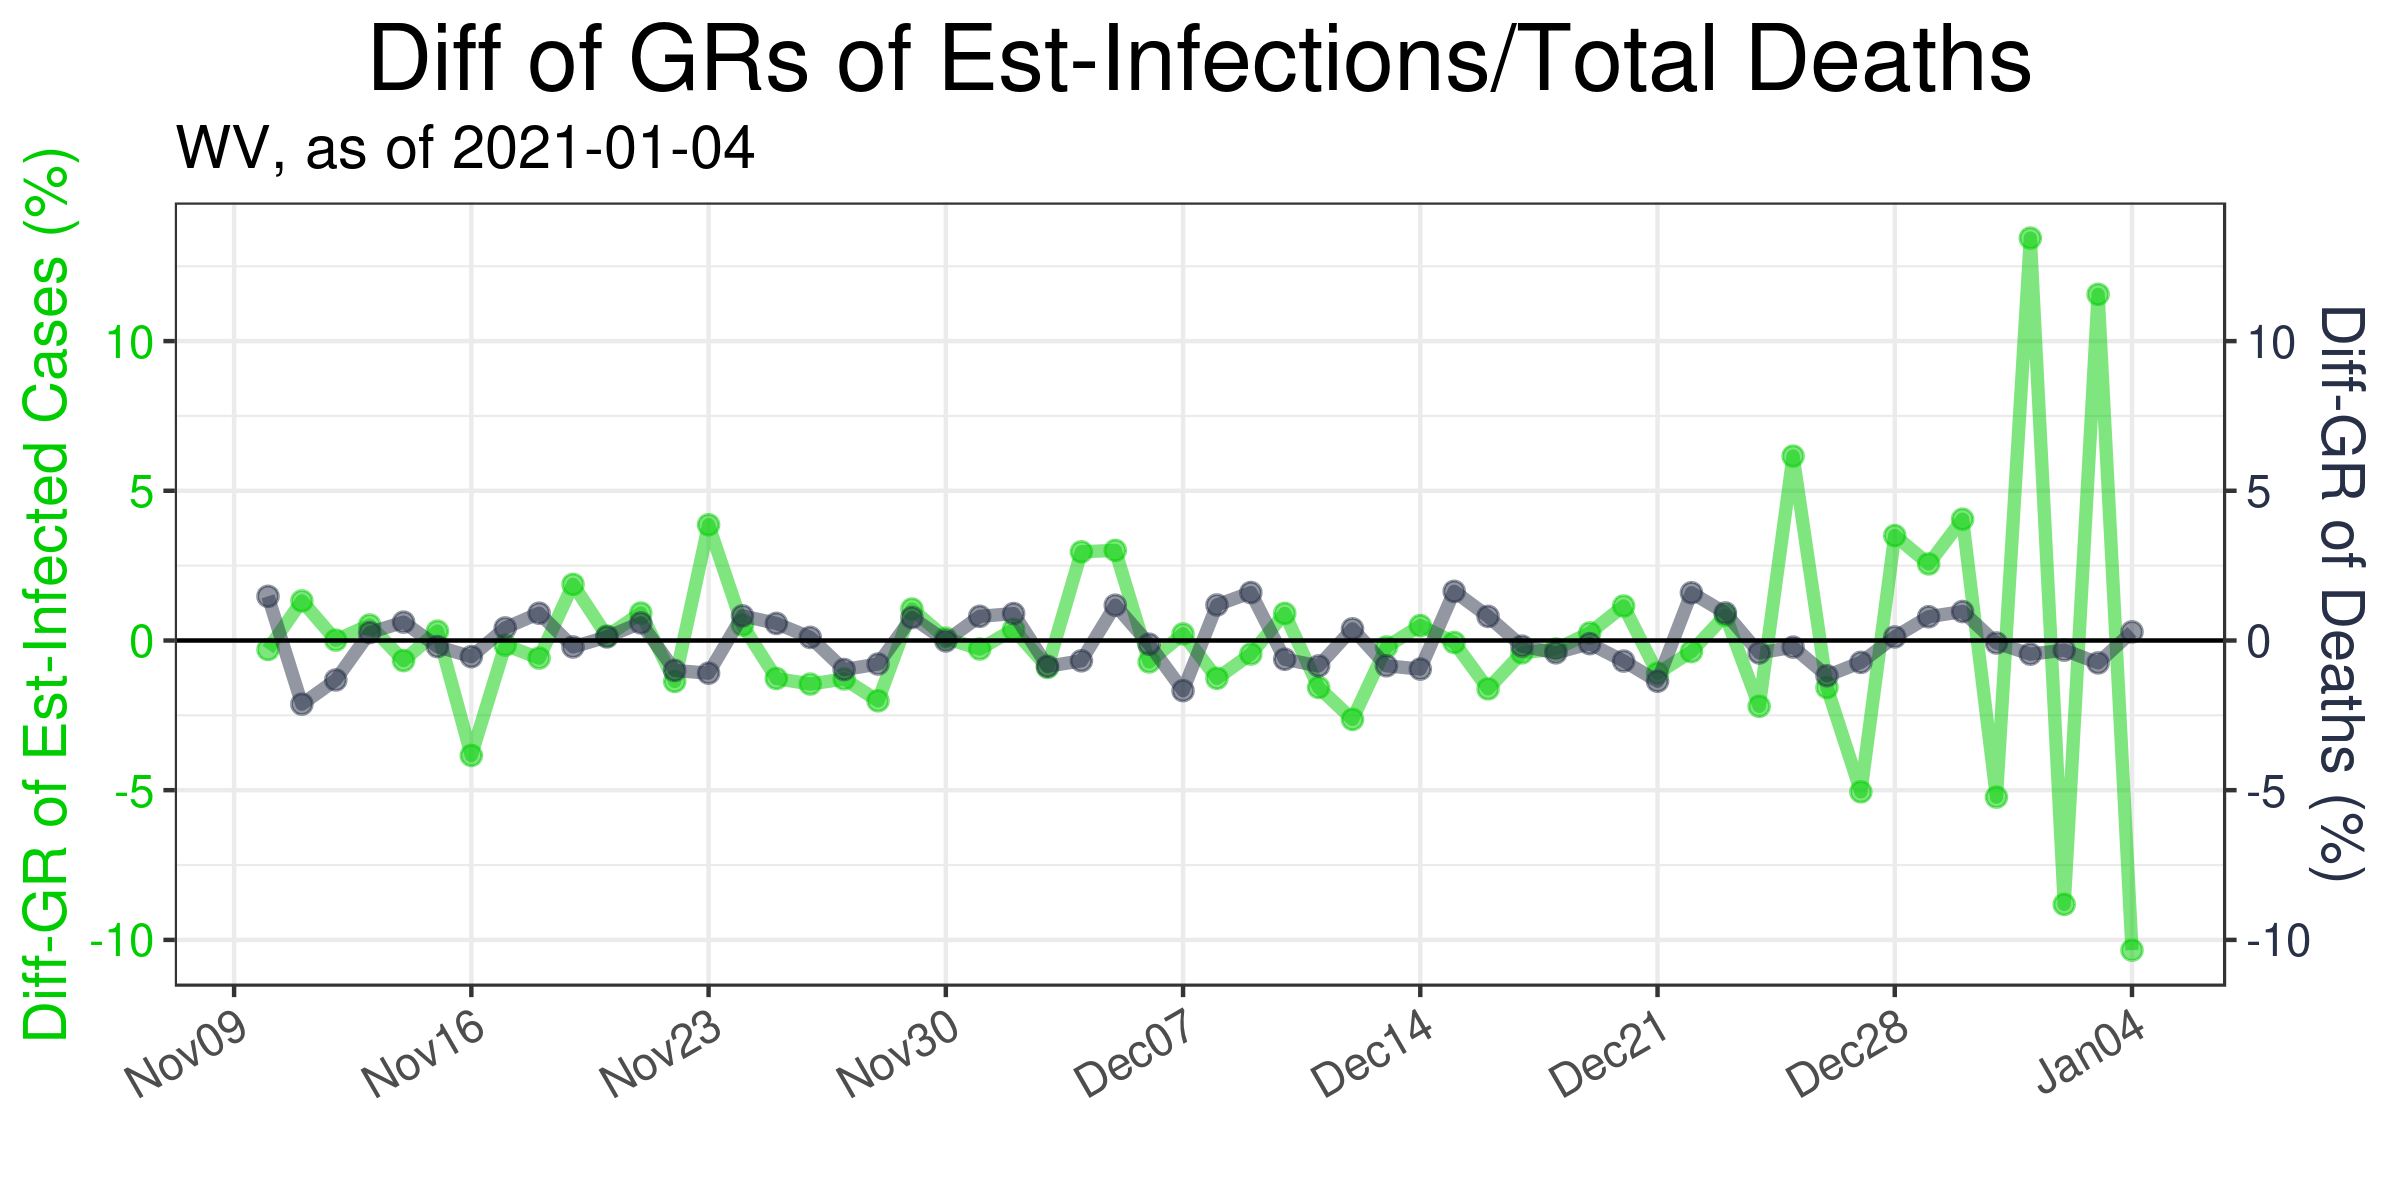 Diff of GRs of Est-Infections/Total Deaths
WV, as of 2021-01-04
Diff-GR of Est-Infected Cases (%)
10
5
0
-5
-10
10
5
0
-5
-10
Diff-GR of Deaths (%)
Nov09
Nov16
Nov23
Nov30
Dec07
Dec14
Dec21
Dec28
Jan04